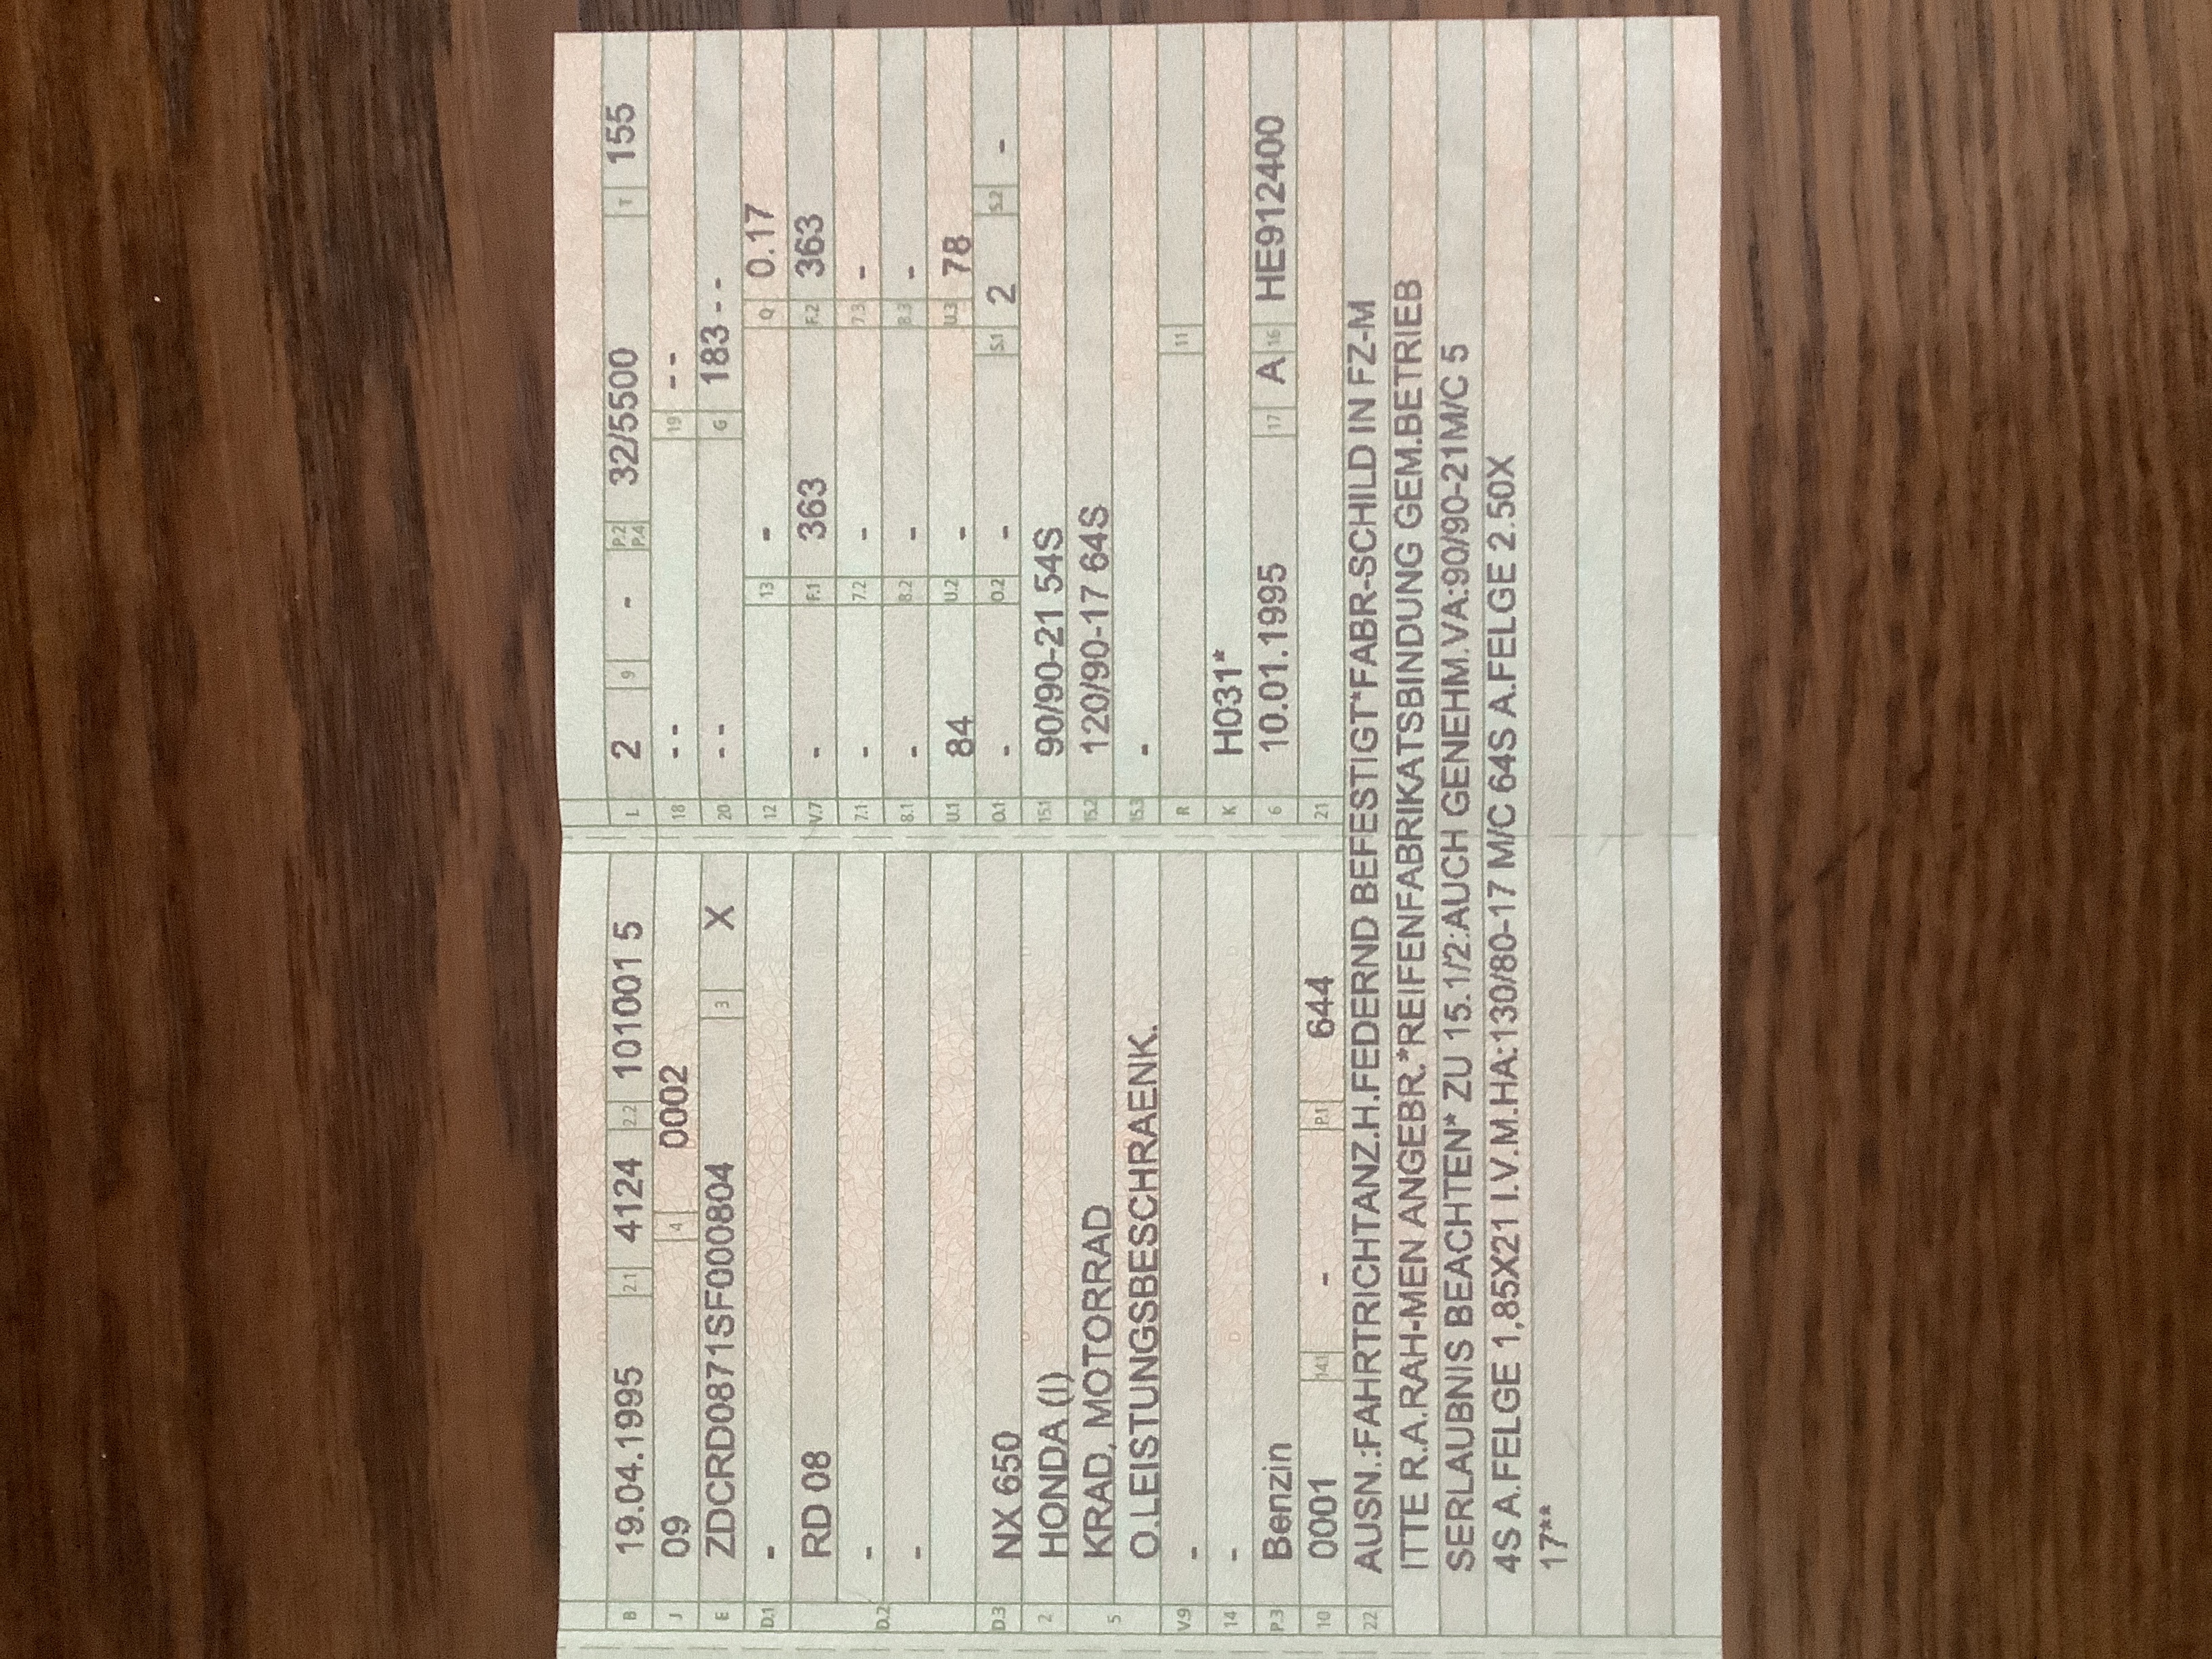 B 19.04.1995 2.1 4124 2.2 101001 5
J 09 4 0002
E ZDCRD0871SF000804 3 X
D.1 -
D.2 RD 08
-
-
D.3 NX 650
2 HONDA (I)
5 KRAD, MOTORRAD
O.LEISTUNGSBESCHRAENK.
V.9 -
14 -
P.3 Benzin
10 0001 14.1 - P.1 644
L 2 9 - P.2 P.4 32/5500 T 155
18 -- 19 --
20 -- G 183--
12 13 - Q 0.17
V.7 - F.1 363 F.2 363
7.1 - 7.2 - 7.3 -
8.1 - 8.2 - 8.3 -
U.1 84 U.2 - U.3 78
O.1 - O.2 - S.1 2 S.2 -
15.1 90/90-21 54S
15.2 120/90-17 64S
15.3 -
R 11
K H031*
6 10.01.1995 17 A 16 HE912400
21
22 AUSN.:FAHRTRICHTANZ.H.FEDERND BEFESTIGT*FABR-SCHILD IN FZ-M
ITTE R.A.RAH-MEN ANGEBR.*REIFENFABRIKATSBINDUNG GEM.BETRIEB
SERLAUBNIS BEACHTEN* ZU 15.1/2:AUCH GENEHM.VA:90/90-21M/C 5
4S A.FELGE 1,85X21 I.V.M.HA:130/80-17 M/C 64S A.FELGE 2.50X
17**